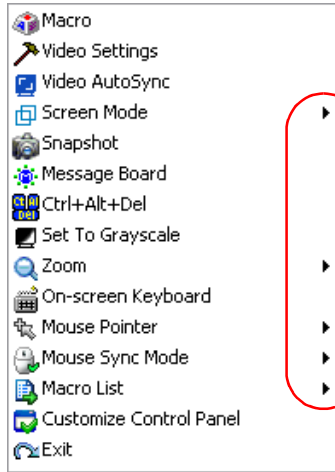 Macro
Video Settings
Video AutoSync
Screen Mode
Snapshot
Message Board
Ctrl+Alt+Del
Set To Grayscale
Zoom
On-screen Keyboard
Mouse Pointer
Mouse Sync Mode
Macro List
Customize Control Panel
Exit